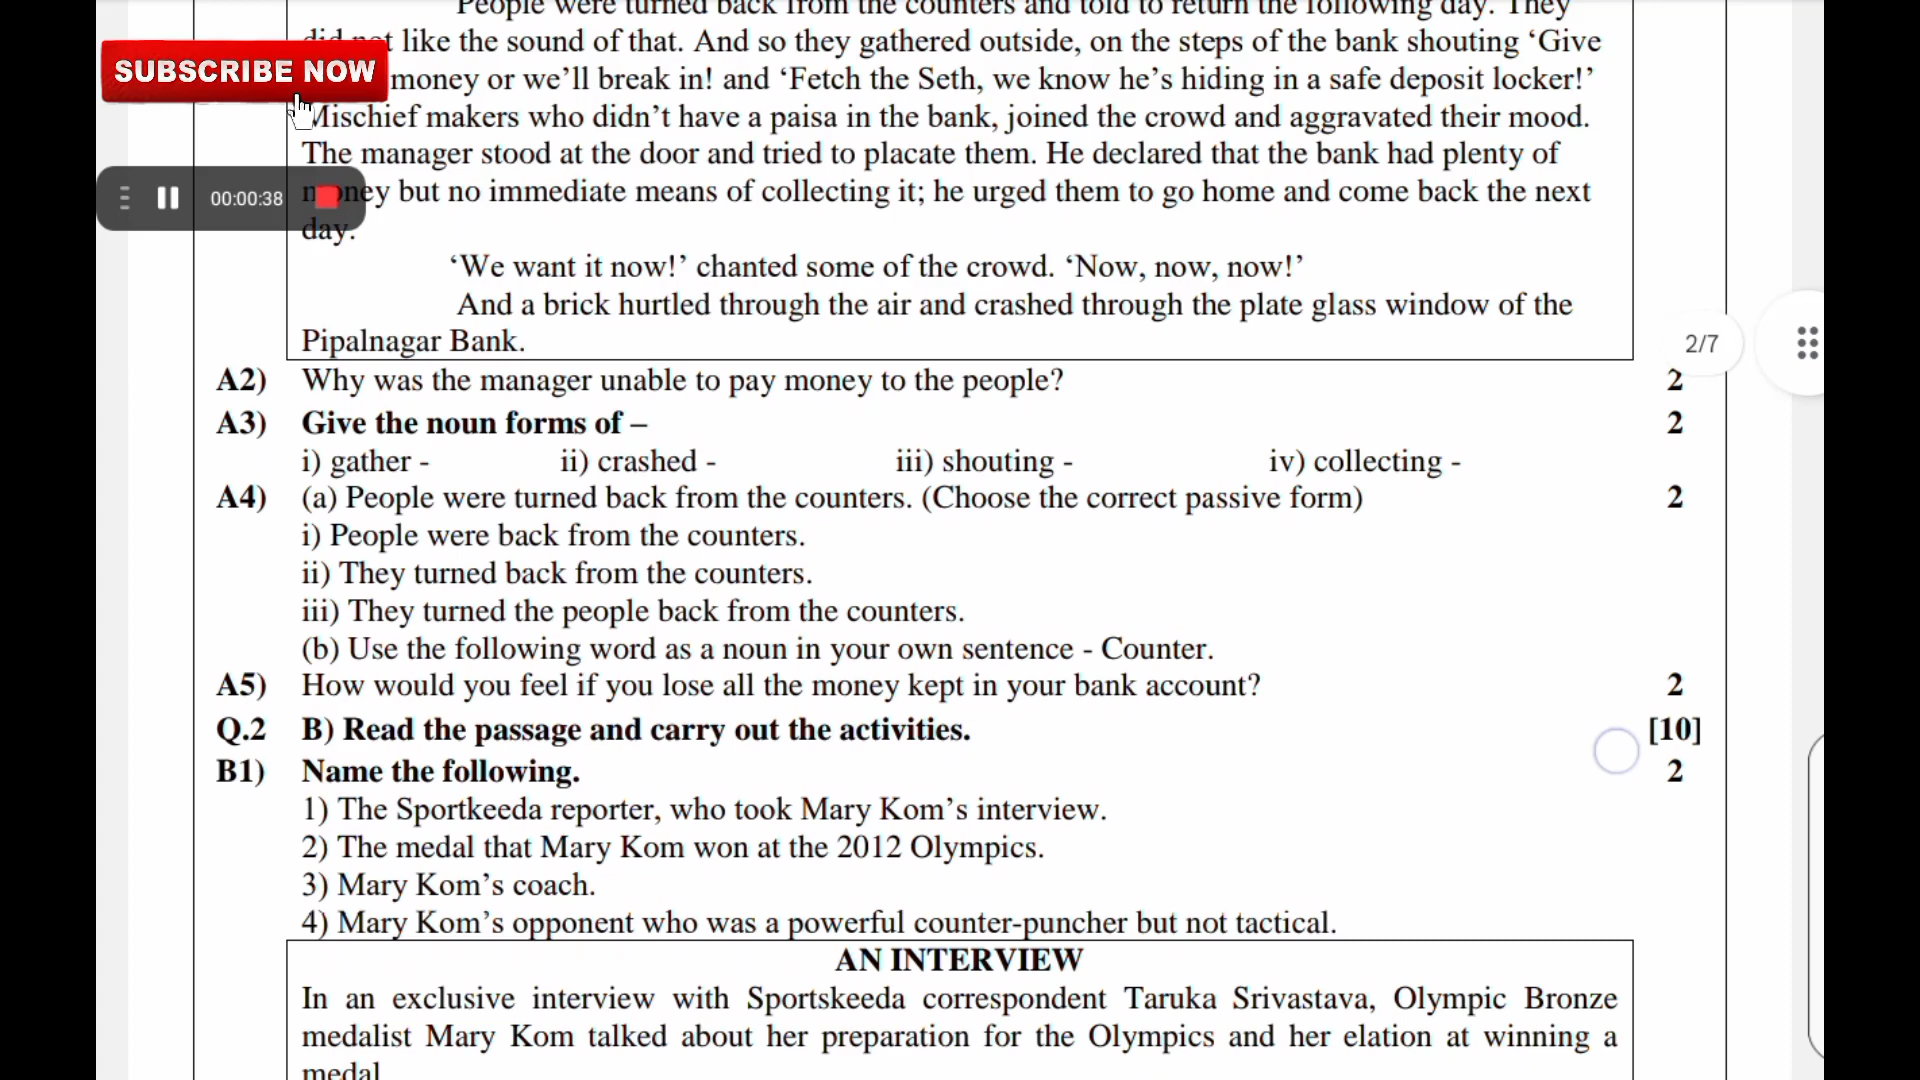 People were turned back from the counters and told to return the following day. They
did not like the sound of that. And so they gathered outside, on the steps of the bank shouting ‘Give
SUBSCRIBE NOW
money or we’ll break in! and ‘Fetch the Seth, we know he’s hiding in a safe deposit locker!’
Mischief makers who didn’t have a paisa in the bank, joined the crowd and aggravated their mood.
The manager stood at the door and tried to placate them. He declared that the bank had plenty of
00:00:38
money but no immediate means of collecting it; he urged them to go home and come back the next
day.
‘We want it now!’ chanted some of the crowd. ‘Now, now, now!’
And a brick hurtled through the air and crashed through the plate glass window of the
Pipalnagar Bank.
2/7
A2) Why was the manager unable to pay money to the people? 2
A3) Give the noun forms of – 2
i) gather - ii) crashed - iii) shouting - iv) collecting -
A4) (a) People were turned back from the counters. (Choose the correct passive form) 2
i) People were back from the counters.
ii) They turned back from the counters.
iii) They turned the people back from the counters.
(b) Use the following word as a noun in your own sentence - Counter.
A5) How would you feel if you lose all the money kept in your bank account? 2
Q.2 B) Read the passage and carry out the activities. [10]
B1) Name the following. 2
1) The Sportkeeda reporter, who took Mary Kom’s interview.
2) The medal that Mary Kom won at the 2012 Olympics.
3) Mary Kom’s coach.
4) Mary Kom’s opponent who was a powerful counter-puncher but not tactical.
AN INTERVIEW
In an exclusive interview with Sportskeeda correspondent Taruka Srivastava, Olympic Bronze
medalist Mary Kom talked about her preparation for the Olympics and her elation at winning a
medal